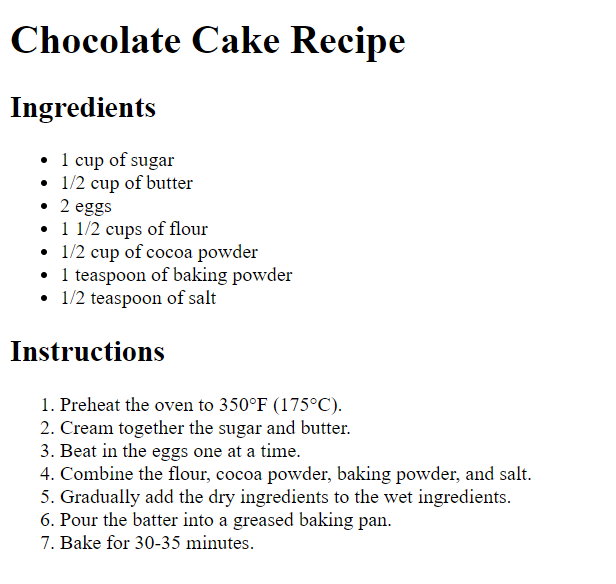 Chocolate Cake Recipe
Ingredients
• 1 cup of sugar
• 1/2 cup of butter
• 2 eggs
• 1 1/2 cups of flour
• 1/2 cup of cocoa powder
• 1 teaspoon of baking powder
• 1/2 teaspoon of salt
Instructions
1. Preheat the oven to 350°F (175°C).
2. Cream together the sugar and butter.
3. Beat in the eggs one at a time.
4. Combine the flour, cocoa powder, baking powder, and salt.
5. Gradually add the dry ingredients to the wet ingredients.
6. Pour the batter into a greased baking pan.
7. Bake for 30-35 minutes.